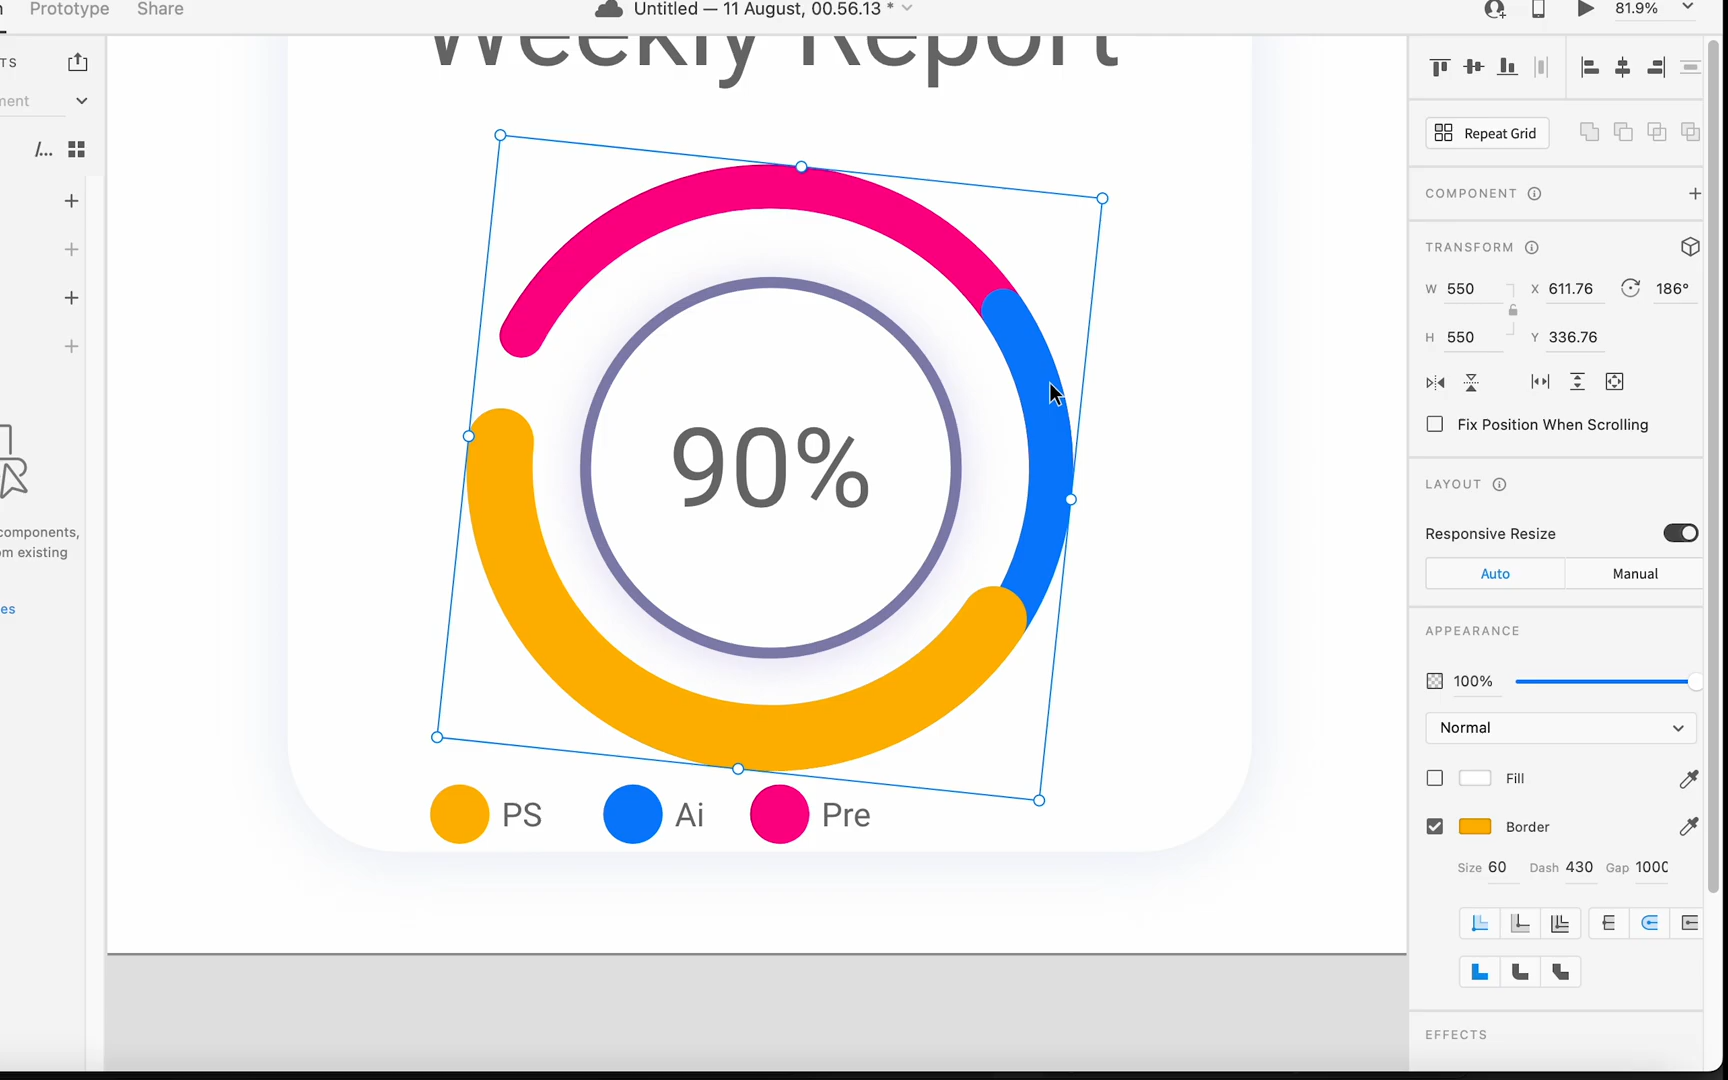 Prototype
Share
Untitled — 11 August, 00.56.13 *
81.9%
TS
Weekly Report
ment
/...
Repeat Grid
COMPONENT
TRANSFORM
W 550
X 611.76
186°
H 550
Y 336.76
Fix Position When Scrolling
90%
LAYOUT
components,
Responsive Resize
om existing
Auto
Manual
es
APPEARANCE
100%
Normal
Fill
PS
Ai
Pre
Border
Size 60
Dash 430
Gap 1000
EFFECTS